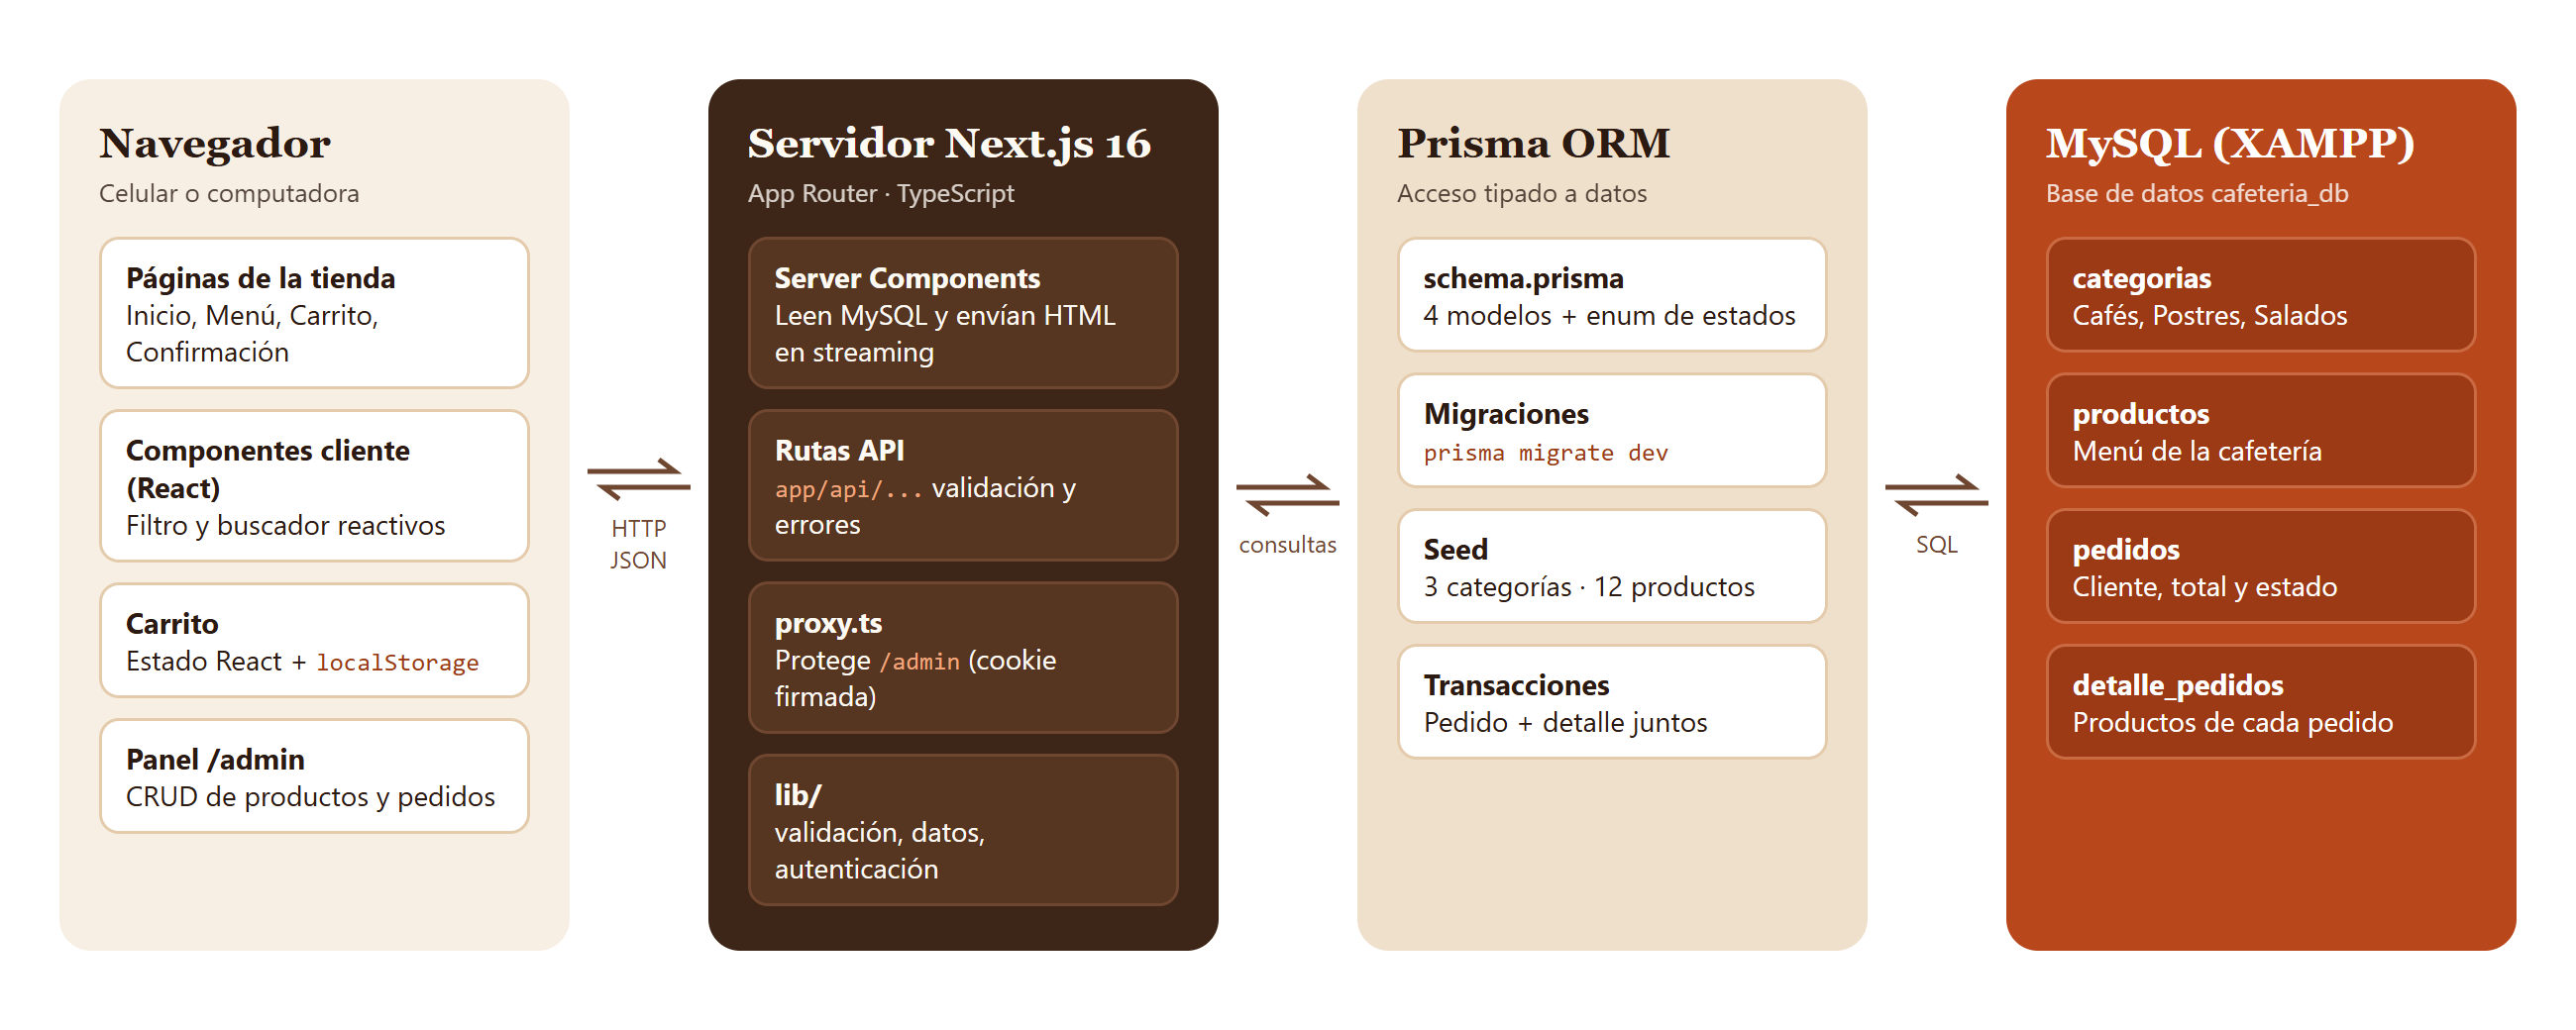 Navegador
Celular o computadora
Páginas de la tienda
Inicio, Menú, Carrito,
Confirmación
Componentes cliente
(React)
Filtro y buscador reactivos
Carrito
Estado React + localStorage
Panel /admin
CRUD de productos y pedidos
HTTP
JSON
Servidor Next.js 16
App Router · TypeScript
Server Components
Leen MySQL y envían HTML
en streaming
Rutas API
app/api/... validación y
errores
proxy.ts
Protege /admin (cookie
firmada)
lib/
validación, datos,
autenticación
consultas
Prisma ORM
Acceso tipado a datos
schema.prisma
4 modelos + enum de estados
Migraciones
prisma migrate dev
Seed
3 categorías · 12 productos
Transacciones
Pedido + detalle juntos
SQL
MySQL (XAMPP)
Base de datos cafeteria_db
categorias
Cafés, Postres, Salados
productos
Menú de la cafetería
pedidos
Cliente, total y estado
detalle_pedidos
Productos de cada pedido